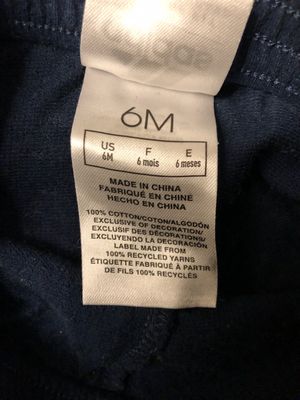 6M
US F E
6M 6 mois 6 meses
MADE IN CHINA
FABRIQUÉ EN CHINE
HECHO EN CHINA
100% COTTON/COTON/ALGODÓN
EXCLUSIVE OF DECORATION/
EXCLUSIF DES DÉCORATIONS/
EXCLUYENDO LA DECORACIÓN
LABEL MADE FROM
100% RECYCLED YARNS
ÉTIQUETTE FABRIQUÉE À PARTIR
DE FILS 100% RECYCLÉS